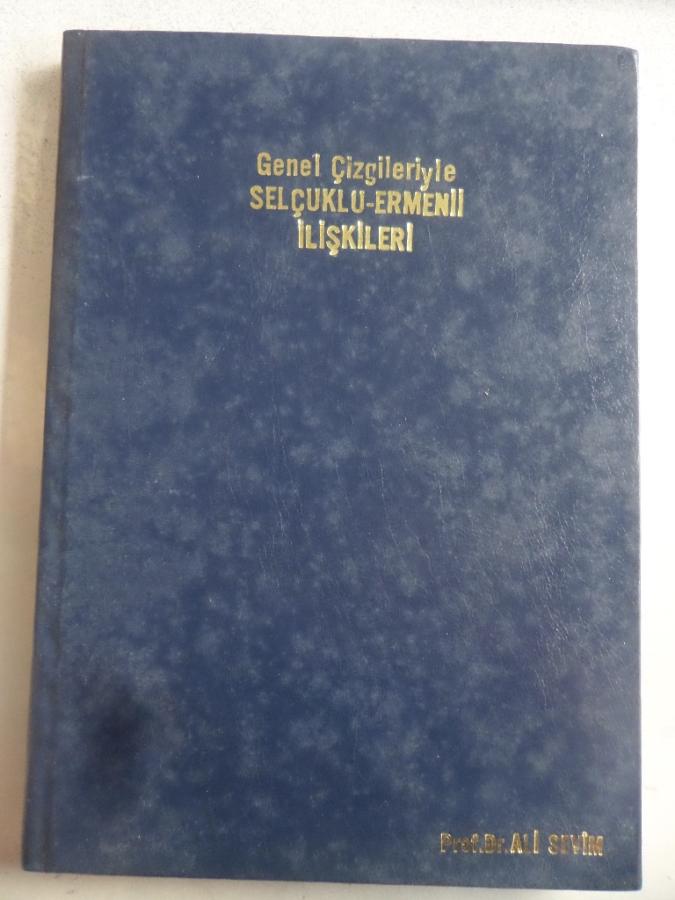 Genel Çizgileriyle
SELÇUKLU-ERMENİİ
İLİŞKİLERİ
Prof.Dr.ALİ SEVİM